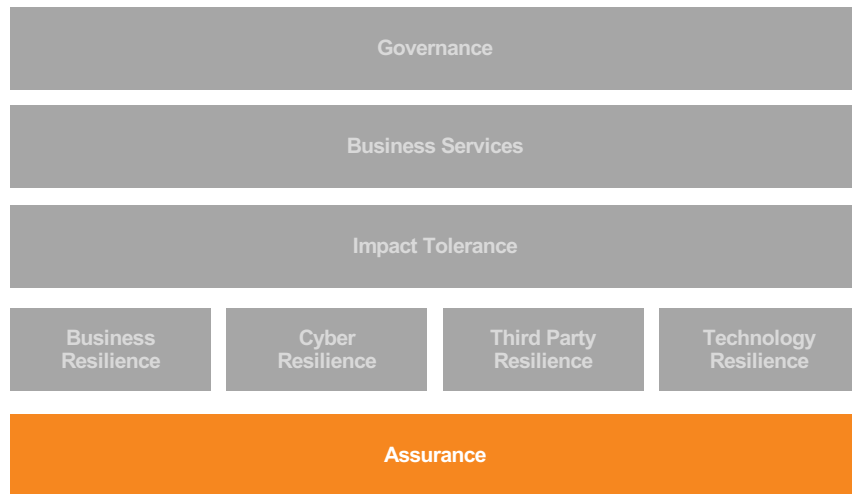 Governance
Business Services
Impact Tolerance
Business
Resilience
Cyber
Resilience
Third Party
Resilience
Technology
Resilience
Assurance